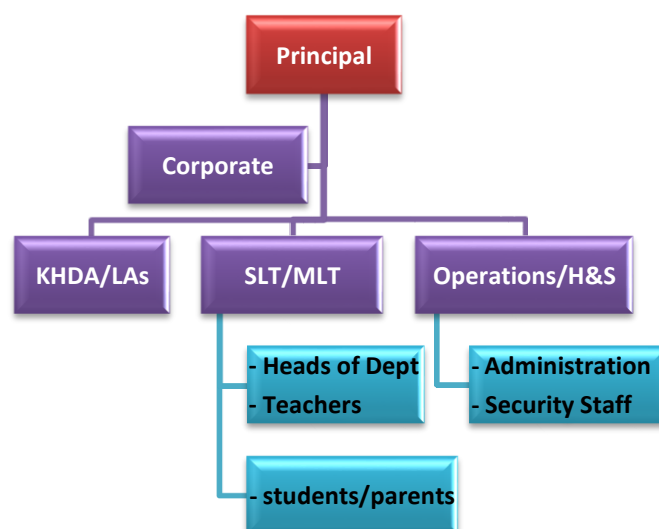 Principal
Corporate
KHDA/LAs
SLT/MLT
Operations/H&S
- Heads of Dept
- Teachers
- Administration
- Security Staff
- students/parents